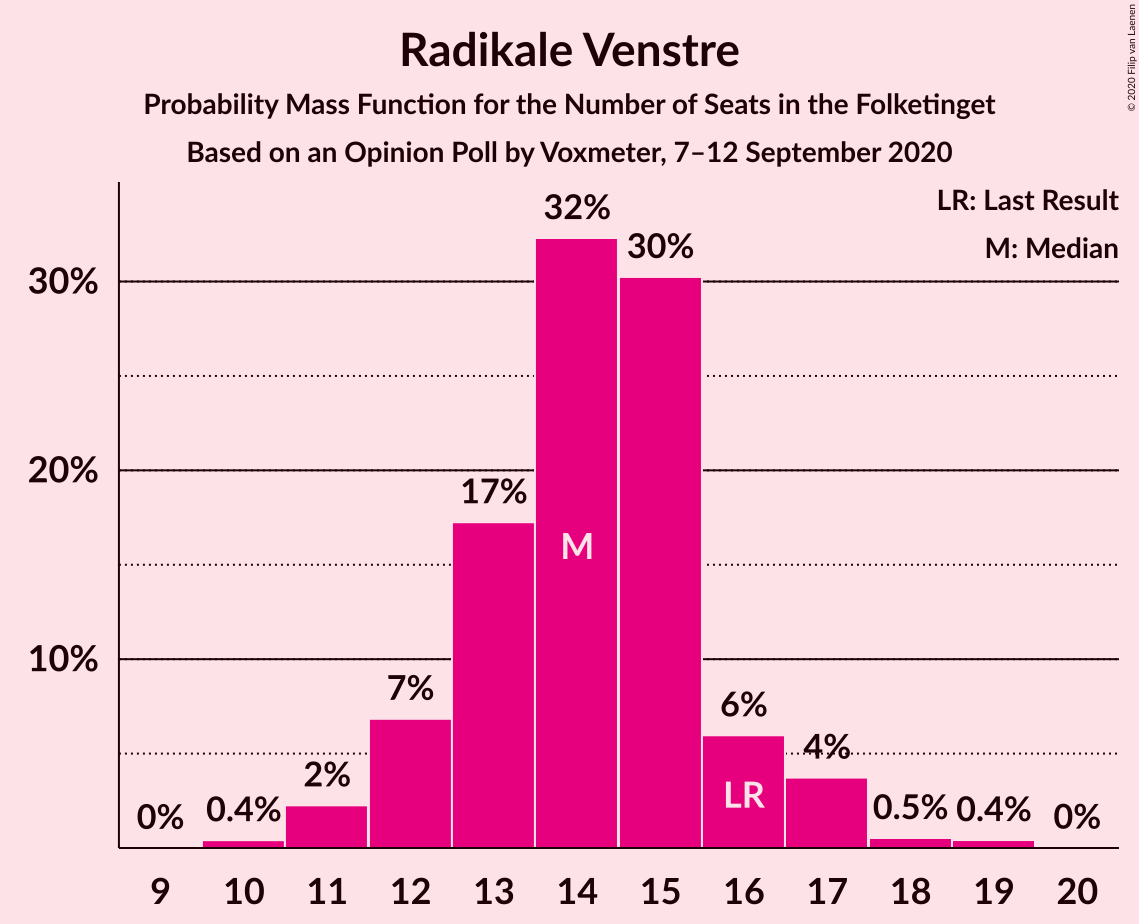 Radikale Venstre
Probability Mass Function for the Number of Seats in the Folketinget
Based on an Opinion Poll by Voxmeter, 7–12 September 2020
© 2020 Filip van Laenen
LR: Last Result
M: Median
30%
20%
10%
0%
0.4%
2%
7%
17%
32%
30%
6%
4%
0.5%
0.4%
0%
M
LR
9 10 11 12 13 14 15 16 17 18 19 20